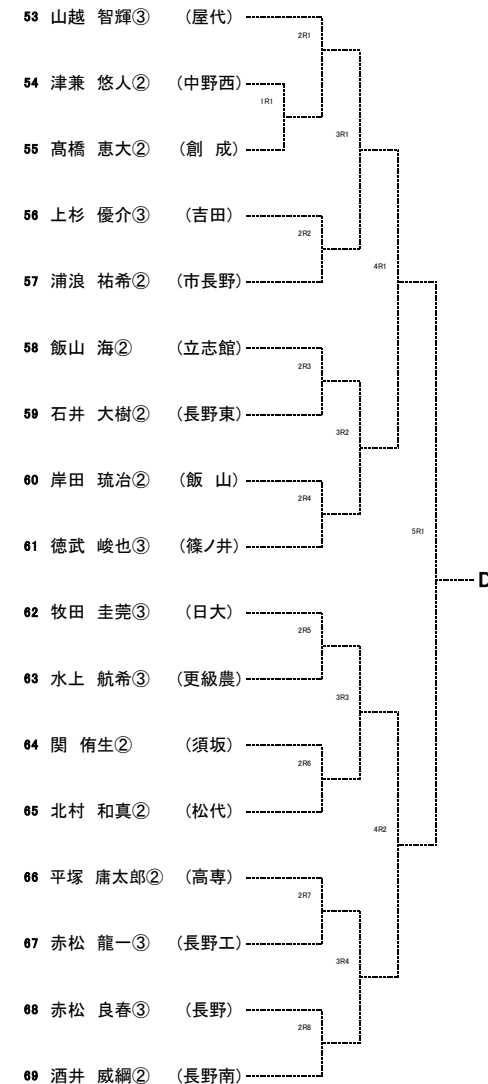 53 山越 智輝③ (屋代)
2R1
54 津兼 悠人② (中野西)
1R1
55 髙橋 恵大② (創 成)
3R1
56 上杉 優介③ (吉田)
2R2
57 浦浪 祐希② (市長野)
4R1
58 飯山 海② (立志館)
2R3
59 石井 大樹② (長野東)
3R2
60 岸田 琉冶② (飯 山)
2R4
61 徳武 峻也③ (篠ノ井)
5R1
D
62 牧田 圭莞③ (日大)
2R5
63 水上 航希③ (更級農)
3R3
64 関 侑生② (須坂)
2R6
65 北村 和真② (松代)
4R2
66 平塚 庸太郎② (高専)
2R7
67 赤松 龍一③ (長野工)
3R4
68 赤松 良春③ (長野)
2R8
69 酒井 威綱② (長野南)